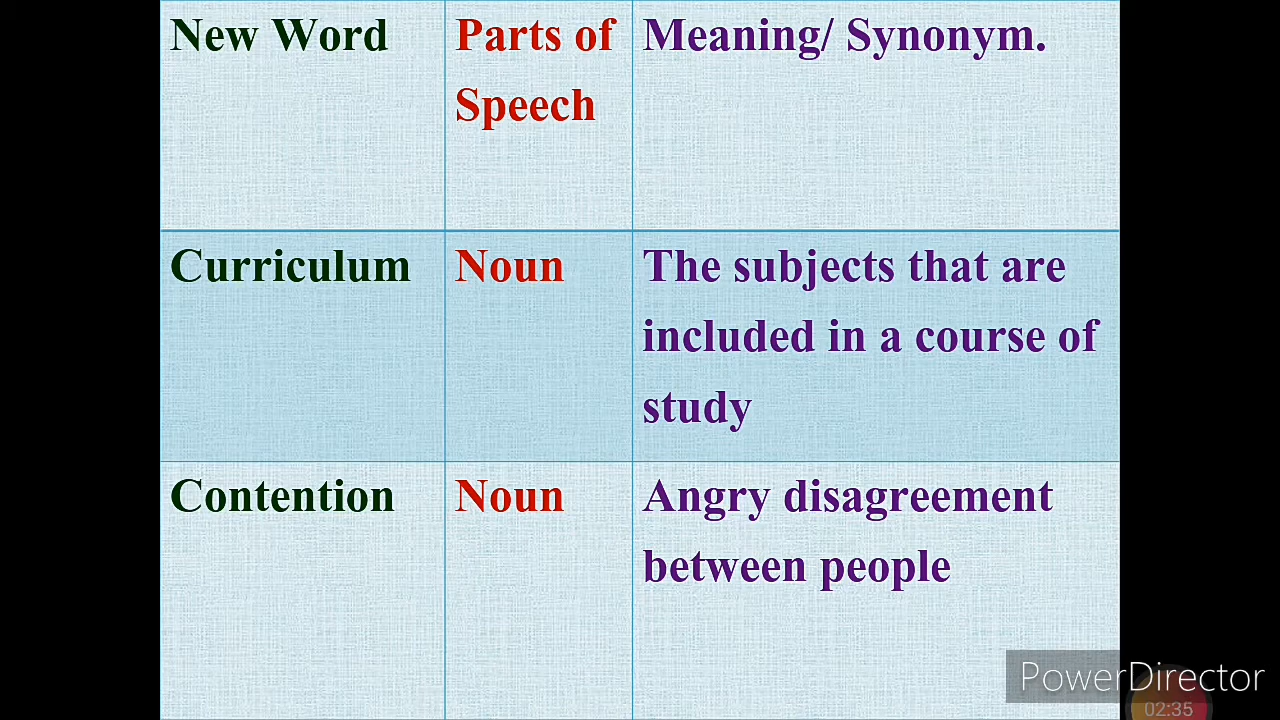 New Word
Parts of
Speech
Meaning/ Synonym.
Curriculum
Noun
The subjects that are
included in a course of
study
Contention
Noun
Angry disagreement
between people
PowerDirector
02:35